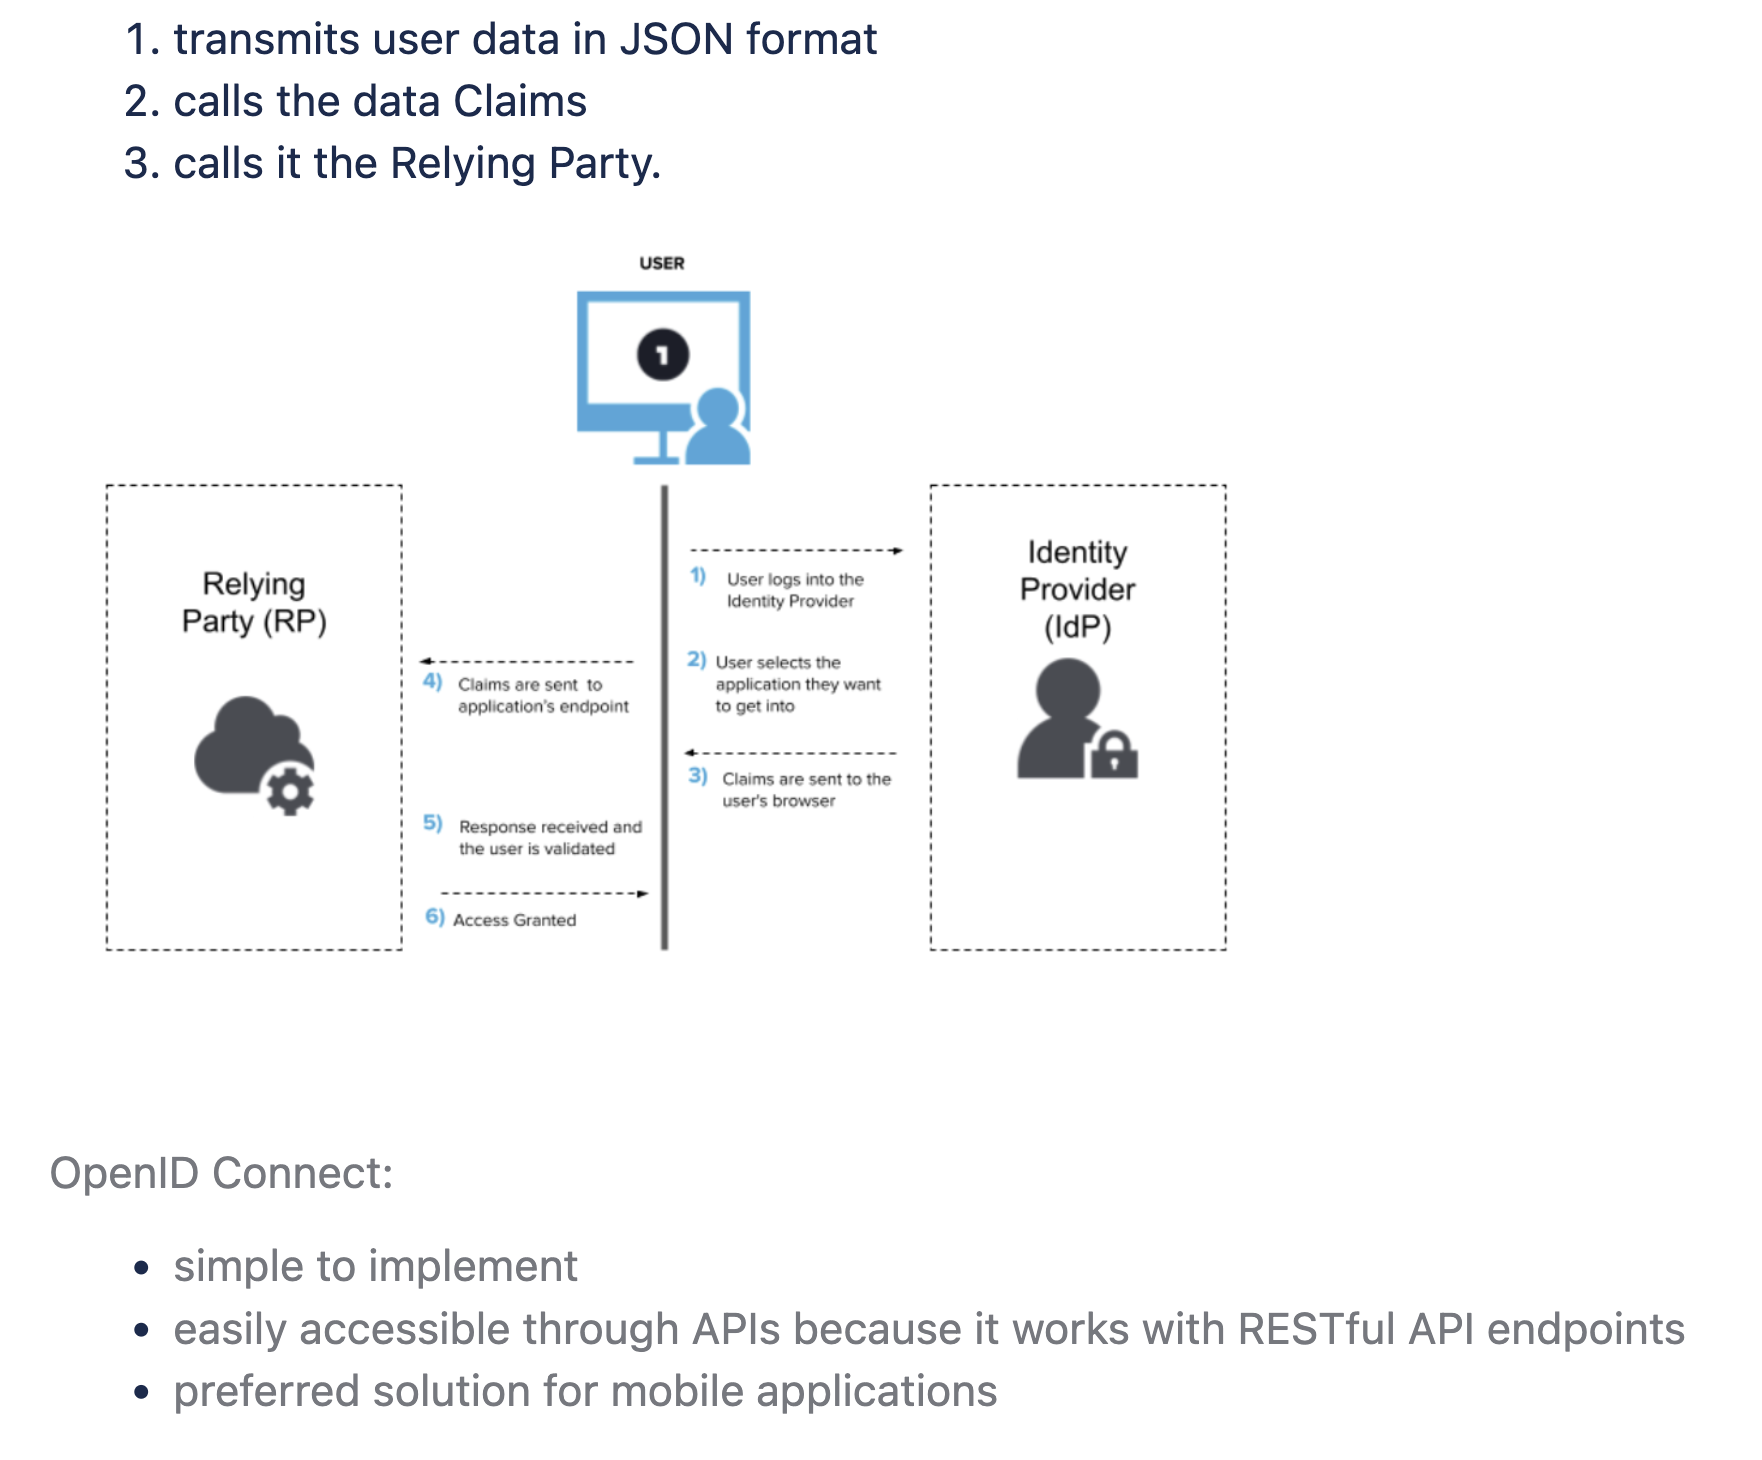 1. transmits user data in JSON format
2. calls the data Claims
3. calls it the Relying Party.
USER
1
Relying
Party (RP)
1) User logs into the
Identity Provider
2) User selects the
application they want
to get into
3) Claims are sent to the
user's browser
4) Claims are sent to
application's endpoint
5) Response received and
the user is validated
6) Access Granted
Identity
Provider
(IdP)
OpenID Connect:
• simple to implement
• easily accessible through APIs because it works with RESTful API endpoints
• preferred solution for mobile applications